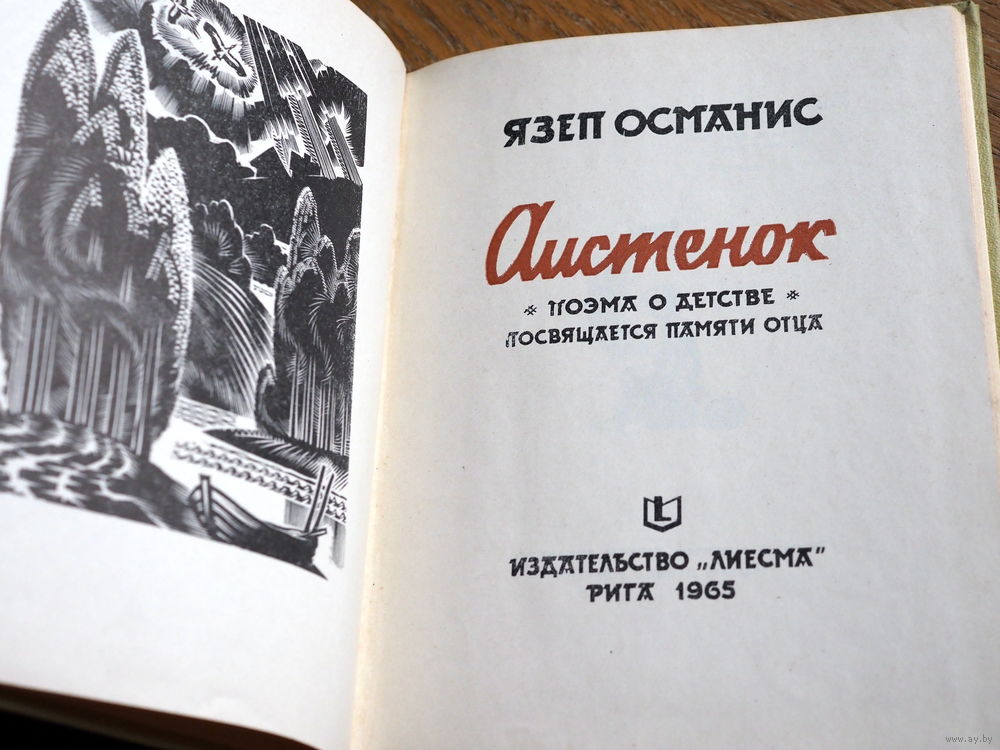 ЯЗЕП ОСМАНИС
Аистенок
* ПОЭМА О ДЕТСТВЕ *
ПОСВЯЩАЕТСЯ ПАМЯТИ ОТЦА
L
ИЗДАТЕЛЬСТВО „ЛИЕСМА"
РИГА 1965
www.ay.by